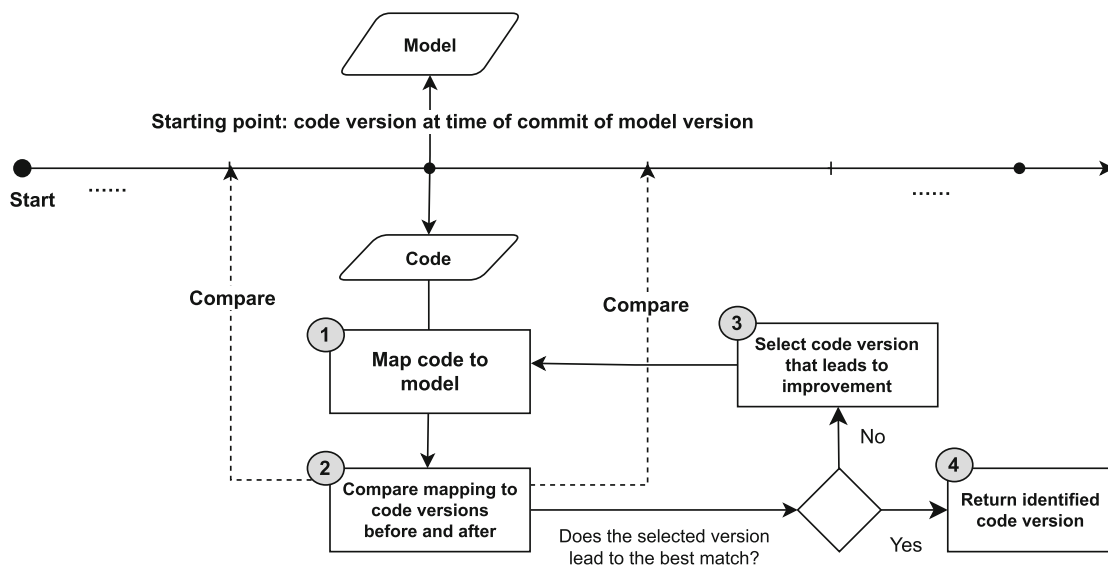 Model
Starting point: code version at time of commit of model version
Start
......
......
Code
Compare
Compare
1
Map code to
model
3
Select code version
that leads to
improvement
No
2
Compare mapping to
code versions
before and after
Does the selected version
lead to the best match?
Yes
4
Return identified
code version